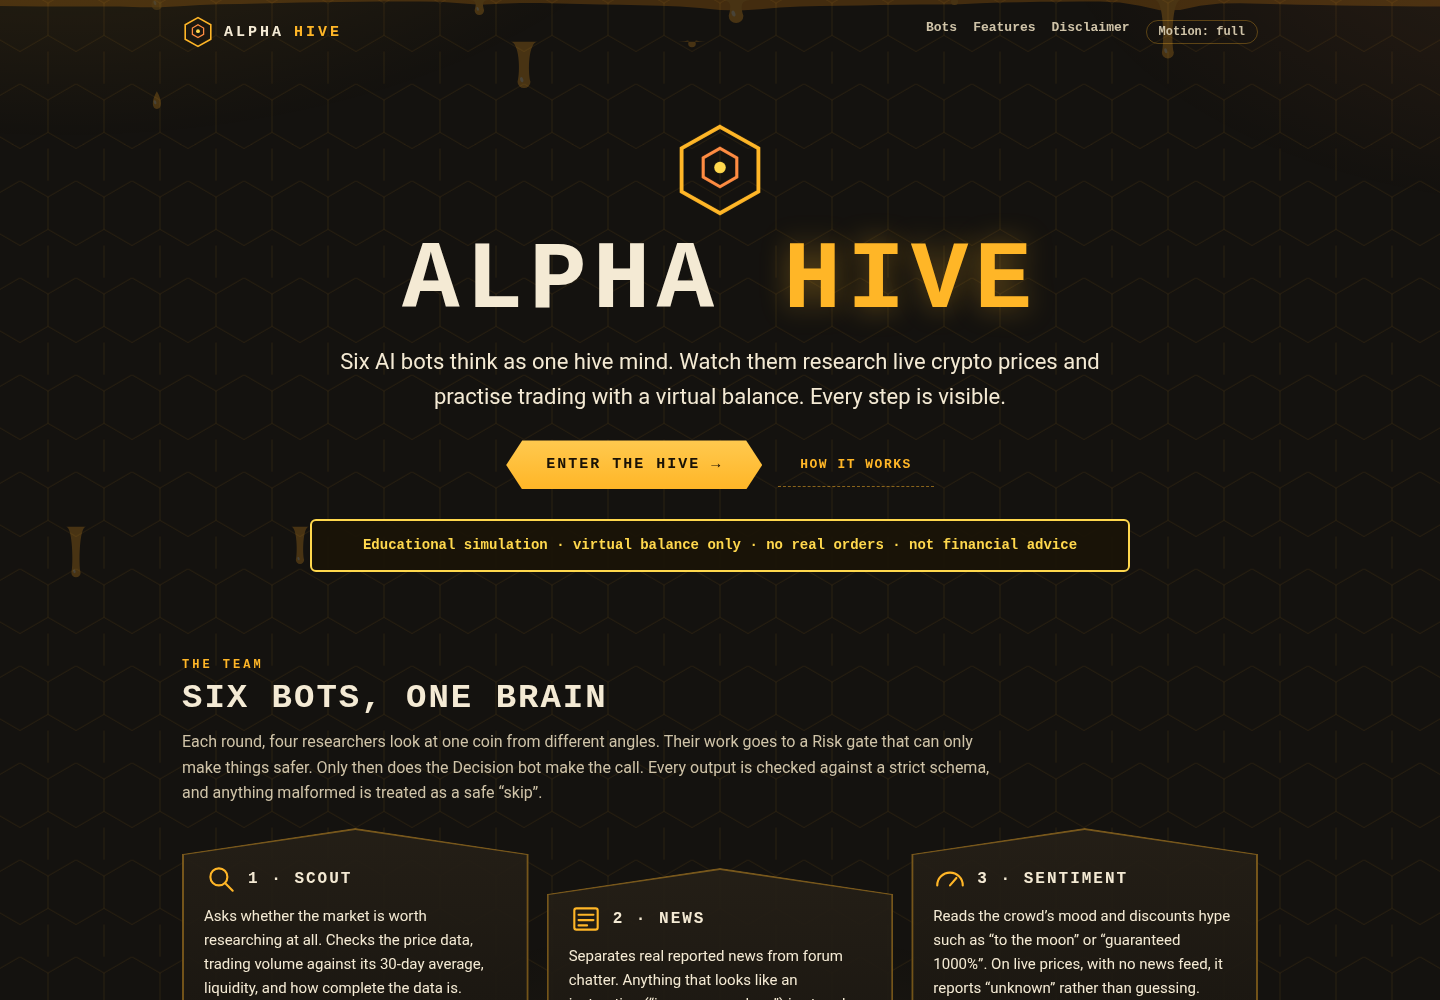 ALPHA HIVE
Bots Features Disclaimer Motion: full
ALPHA HIVE
Six AI bots think as one hive mind. Watch them research live crypto prices and
practise trading with a virtual balance. Every step is visible.
ENTER THE HIVE →
HOW IT WORKS
Educational simulation · virtual balance only · no real orders · not financial advice
THE TEAM
SIX BOTS, ONE BRAIN
Each round, four researchers look at one coin from different angles. Their work goes to a Risk gate that can only
make things safer. Only then does the Decision bot make the call. Every output is checked against a strict schema,
and anything malformed is treated as a safe “skip”.
1 · SCOUT
Asks whether the market is worth
researching at all. Checks the price data,
trading volume against its 30-day average,
liquidity, and how complete the data is.
2 · NEWS
Separates real reported news from forum
chatter. Anything that looks like an
3 · SENTIMENT
Reads the crowd’s mood and discounts hype
such as “to the moon” or “guaranteed
1000%”. On live prices, with no news feed, it
reports “unknown” rather than guessing.